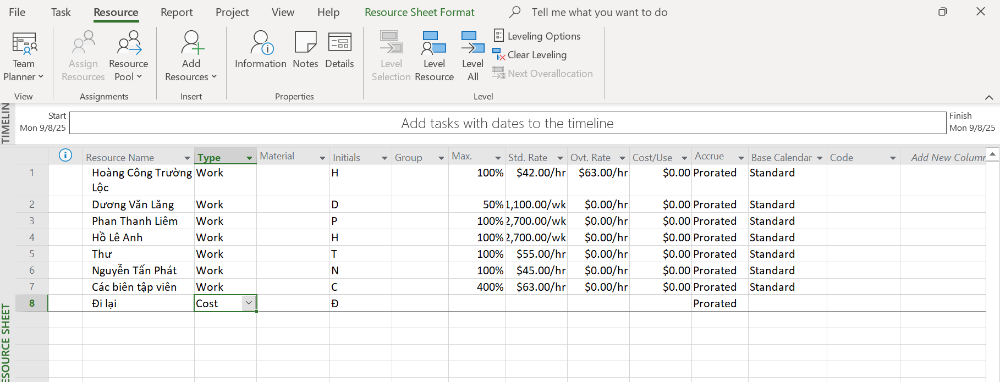 File Task Resource Report Project View Help Resource Sheet Format Tell me what you want to do
Team Planner
Assign Resources
Resource Pool
Add Resources
Information
Notes
Details
Level Selection
Level Resource
Level All
Leveling Options
Clear Leveling
Next Overallocation
View Assignments Insert Properties Level
TIMELIN
Start
Mon 9/8/25
Add tasks with dates to the timeline
Finish
Mon 9/8/25
Resource Name Type Material Initials Group Max. Std. Rate Ovt. Rate Cost/Use Accrue Base Calendar Code Add New Column
1 Hoàng Công Trường Lộc Work H 100% $42.00/hr $63.00/hr $0.00 Prorated Standard
2 Dương Văn Lăng Work D 50% 1,100.00/wk $0.00/hr $0.00 Prorated Standard
3 Phan Thanh Liêm Work P 100% 2,700.00/wk $0.00/hr $0.00 Prorated Standard
4 Hồ Lê Anh Work H 100% 2,700.00/wk $0.00/hr $0.00 Prorated Standard
5 Thư Work T 100% $55.00/hr $0.00/hr $0.00 Prorated Standard
6 Nguyễn Tấn Phát Work N 100% $45.00/hr $0.00/hr $0.00 Prorated Standard
7 Các biên tập viên Work C 400% $63.00/hr $0.00/hr $0.00 Prorated Standard
8 Đi lại Cost Đ Prorated
ESOURCE SHEET